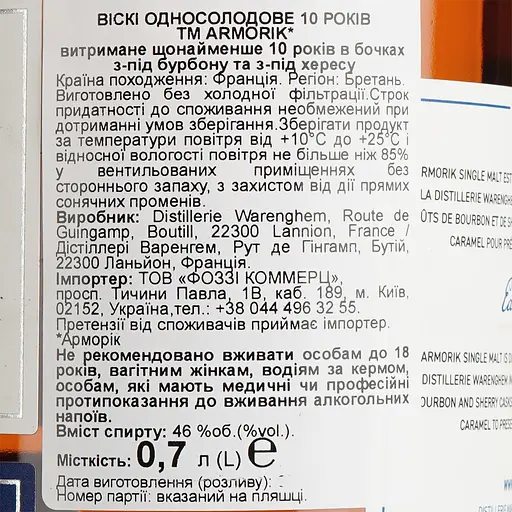 ВІСКІ ОДНОСОЛОДОВЕ 10 РОКІВ
ТМ ARMORIK*
витримане щонайменше 10 років в бочках
з-під бурбону та з-під хересу
Країна походження: Франція. Регіон: Бретань.
Виготовлено без холодної фільтрації.Строк
придатності до споживання необмежений при
дотриманні умов зберігання.Зберігати продукт
за температури повітря від +10°С до +25°С і
відносної вологості повітря не більше ніж 85%
у вентильованих приміщеннях без
стороннього запаху, з захистом від дії прямих
сонячних променів.
Виробник: Distillerie Warenghem, Route de
Guingamp, Boutill, 22300 Lannion, France /
Дістіллері Варенгем, Рут де Гінгамп, Бутій,
22300 Ланьйон, Франція.
Імпортер: ТОВ «ФОЗЗІ КОММЕРЦ»,
просп. Тичини Павла, 1В, каб. 189, м. Київ,
02152, Україна,тел.: +38 044 496 32 55.
Претензії від споживачів приймає імпортер.
*Арморік
Не рекомендовано вживати особам до 18
років, вагітним жінкам, водіям за кермом,
особам, які мають медичні чи професійні
протипоказання до вживання алкогольних
напоїв.
Вміст спирту: 46 %об.(%vol.).
Місткість: 0,7 л (L) ℮
Дата виготовлення (розливу):
Номер партії: вказаний на пляшці.
RMORIK SINGLE MALT EST
LA DISTILLERIE WARENGHE
ÛTS DE BOURBON ET DE S
CARAMEL POUR PRÉ
ARMORIK SINGLE MALT IS D
DISTILLERIE WARENGHEM IN
OURBON AND SHERRY CASKS
CARAMEL TO PRESE